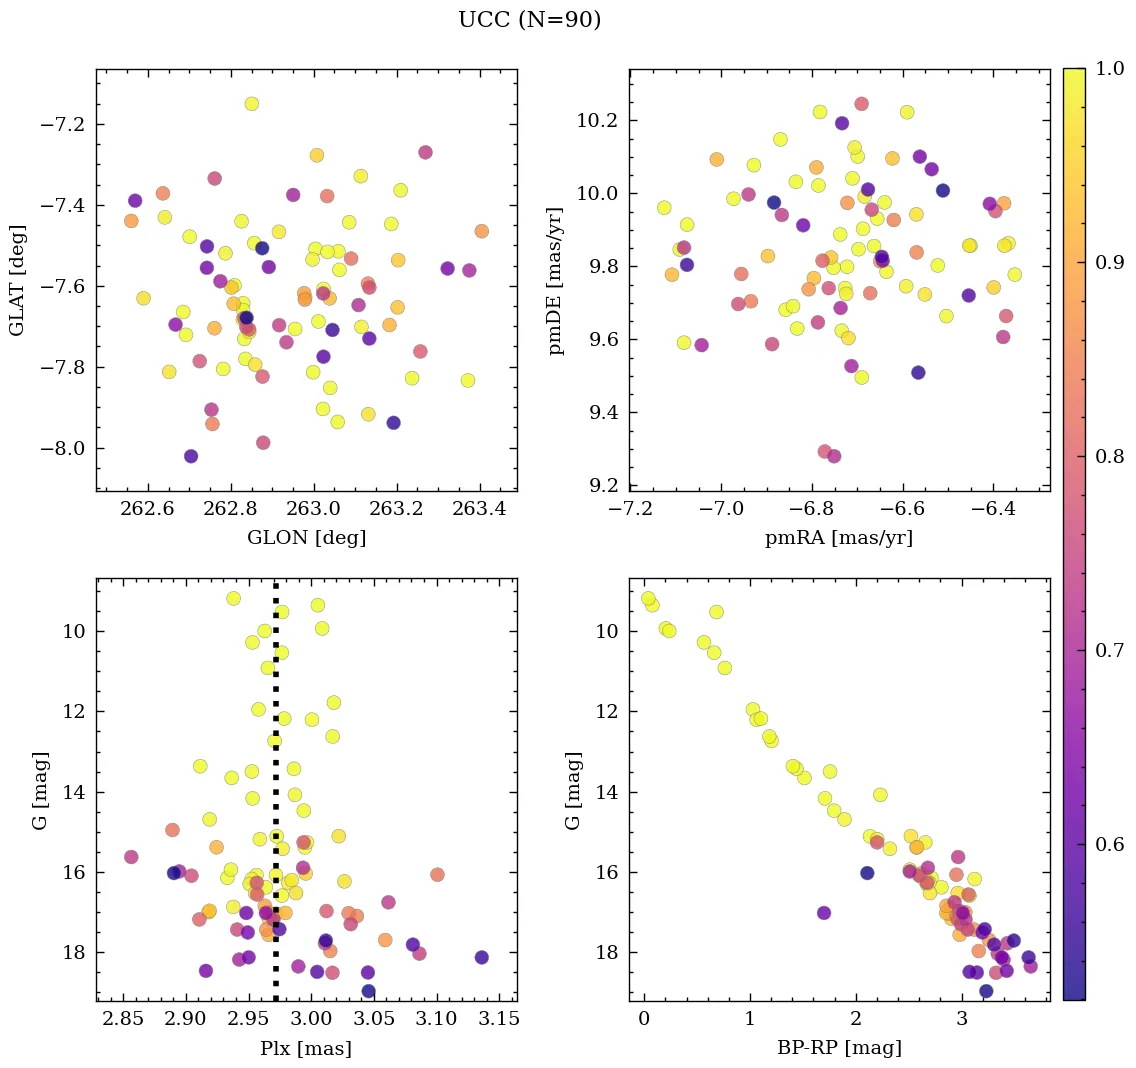 UCC (N=90)
−7.2
−7.4
−7.6
−7.8
−8.0
GLAT [deg]
262.6 262.8 263.0 263.2 263.4
GLON [deg]
10.2
10.0
9.8
9.6
9.4
9.2
pmDE [mas/yr]
−7.2 −7.0 −6.8 −6.6 −6.4
pmRA [mas/yr]
1.0
0.9
0.8
0.7
0.6
10
12
14
16
18
G [mag]
2.85 2.90 2.95 3.00 3.05 3.10 3.15
Plx [mas]
10
12
14
16
18
G [mag]
0 1 2 3
BP-RP [mag]